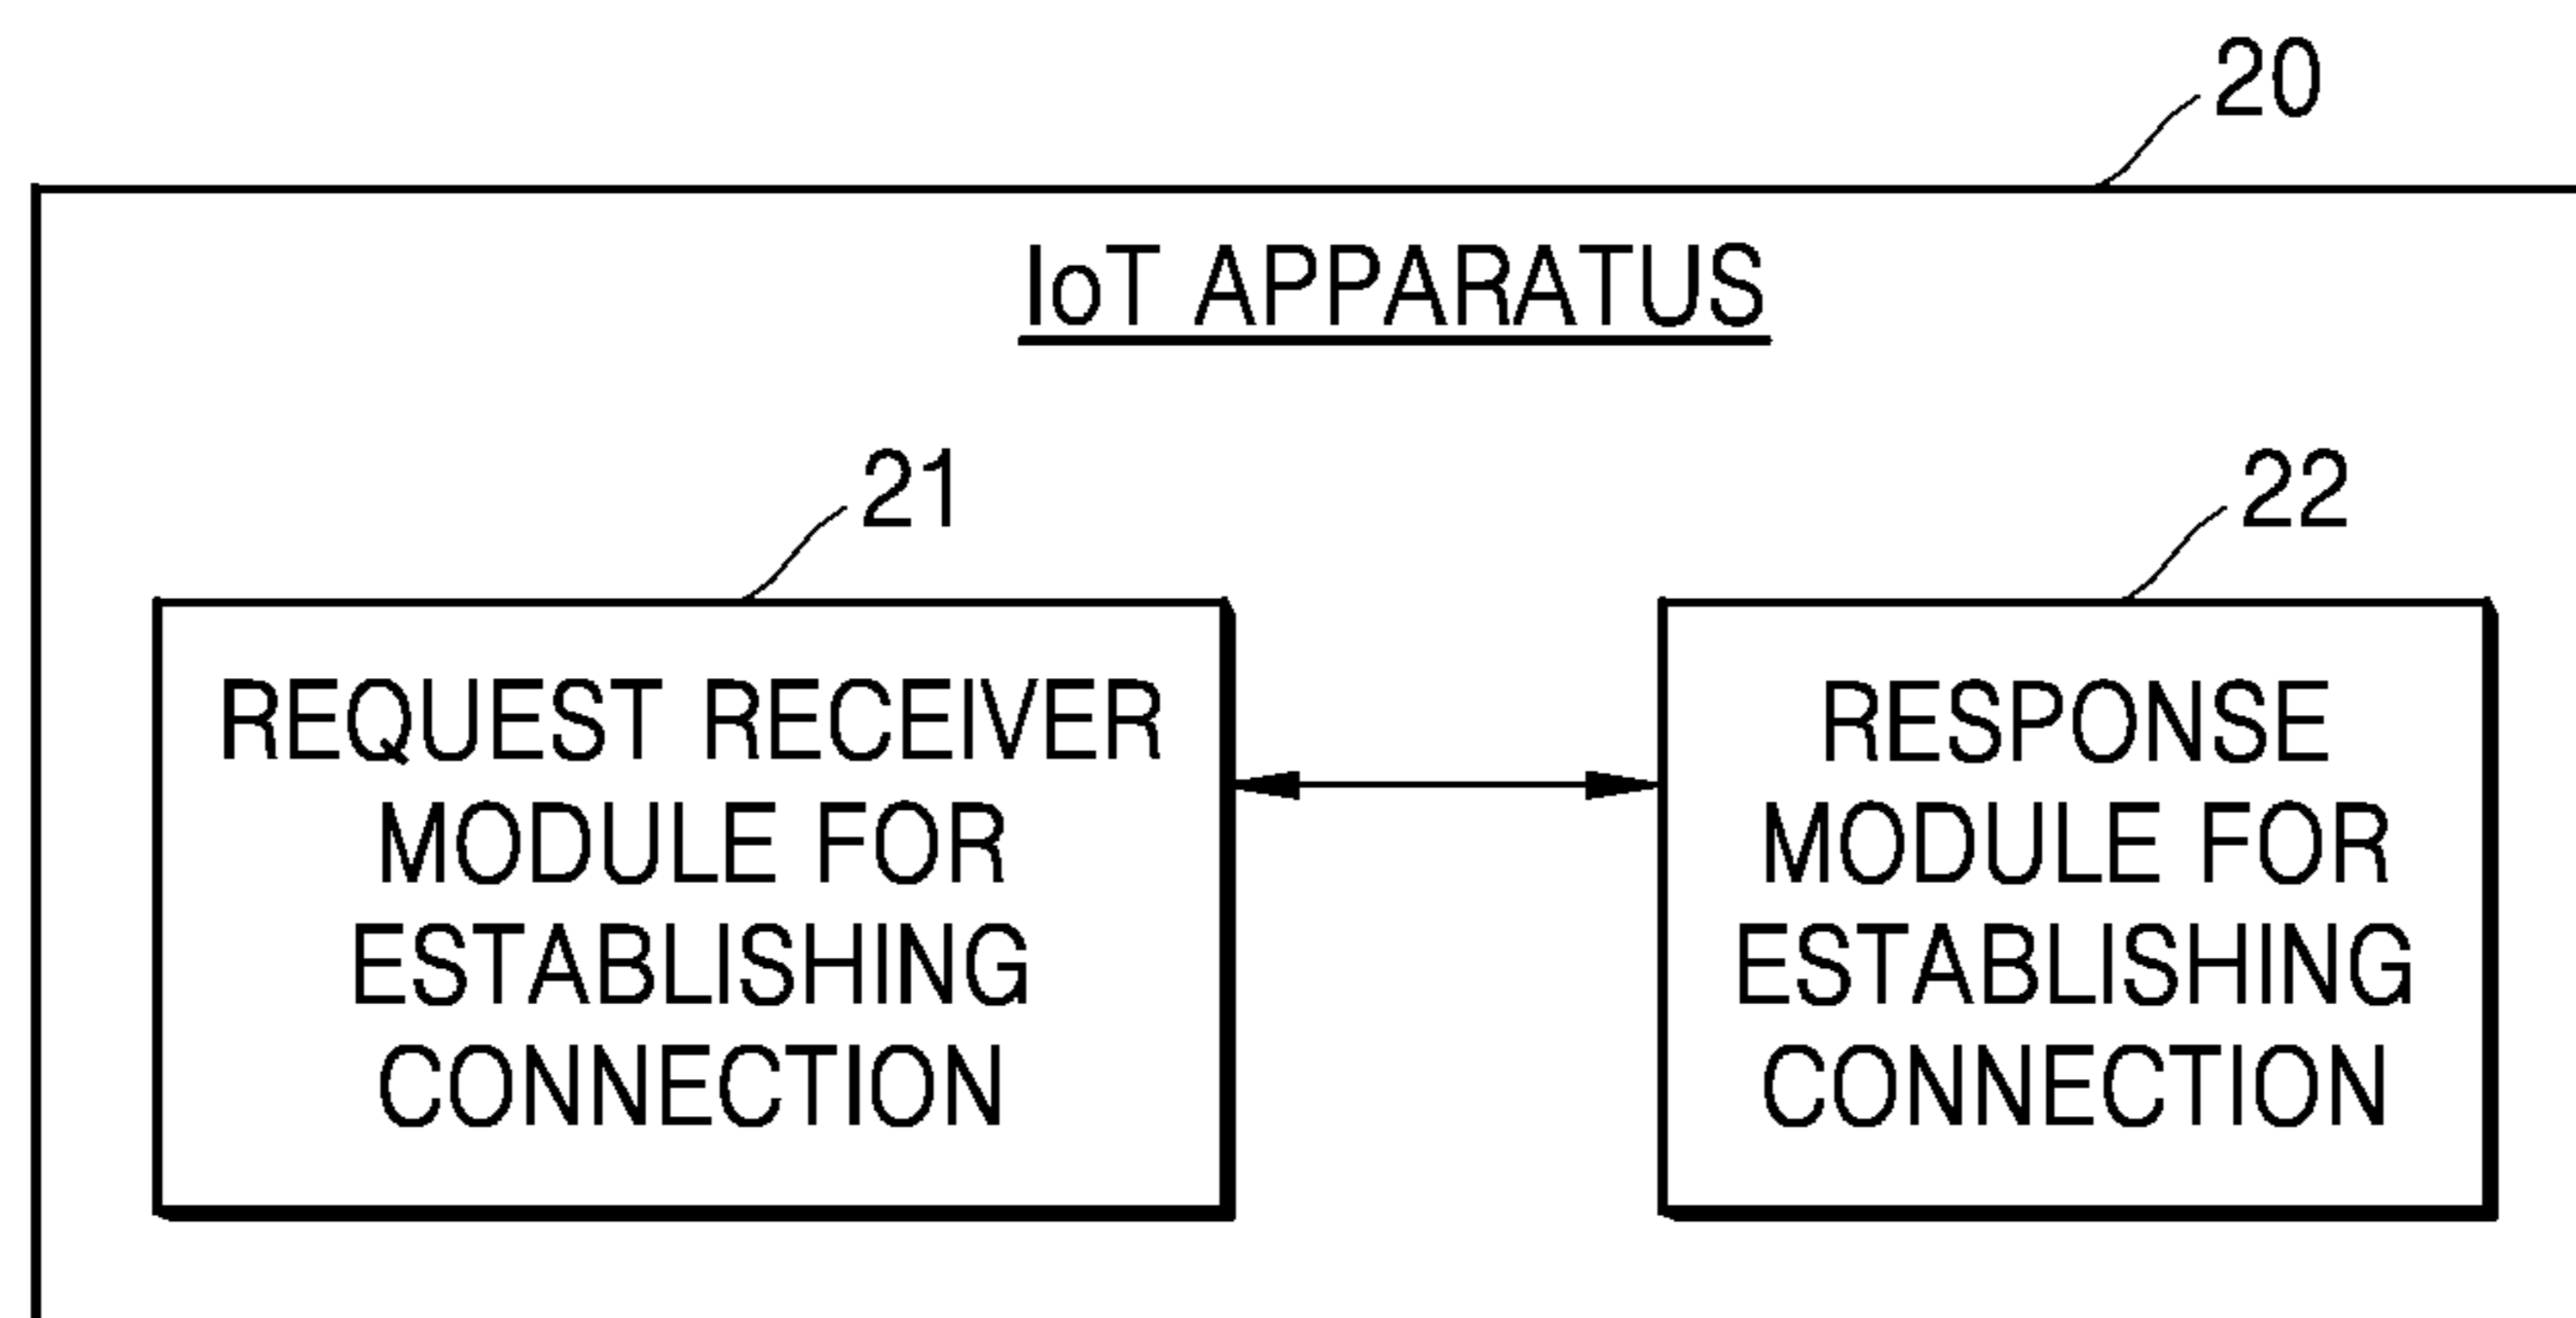 20
IoT APPARATUS
21
22
REQUEST RECEIVER
MODULE FOR
ESTABLISHING
CONNECTION
RESPONSE
MODULE FOR
ESTABLISHING
CONNECTION